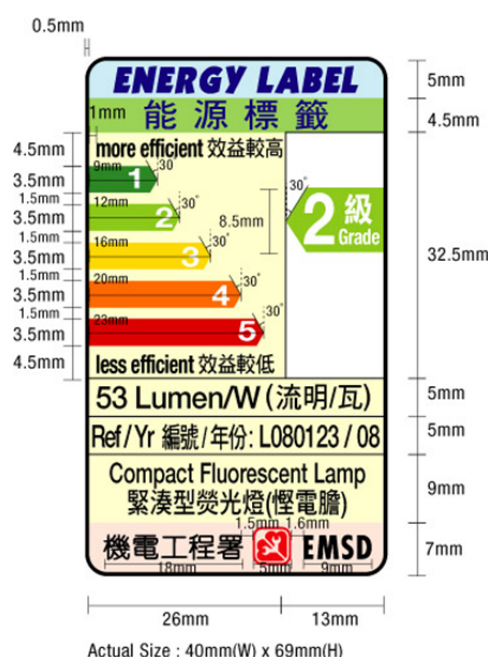 0.5mm
ENERGY LABEL
5mm
1mm
能源標籤
4.5mm
4.5mm
more efficient 效益較高
9mm
1
30
3.5mm
1.5mm
12mm
2
30°
3.5mm
8.5mm
30°
2級
Grade
1.5mm
16mm
3
30°
3.5mm
32.5mm
1.5mm
20mm
4
30°
3.5mm
1.5mm
23mm
5
30°
3.5mm
4.5mm
less efficient 效益較低
53 Lumen/W (流明/瓦)
5mm
Ref / Yr 編號 / 年份: L080123 / 08
5mm
Compact Fluorescent Lamp
緊湊型熒光燈(慳電膽)
9mm
1.5mm 1.6mm
機電工程署 EMSD
7mm
18mm 5mm 9mm
26mm 13mm
Actual Size : 40mm(W) x 69mm(H)